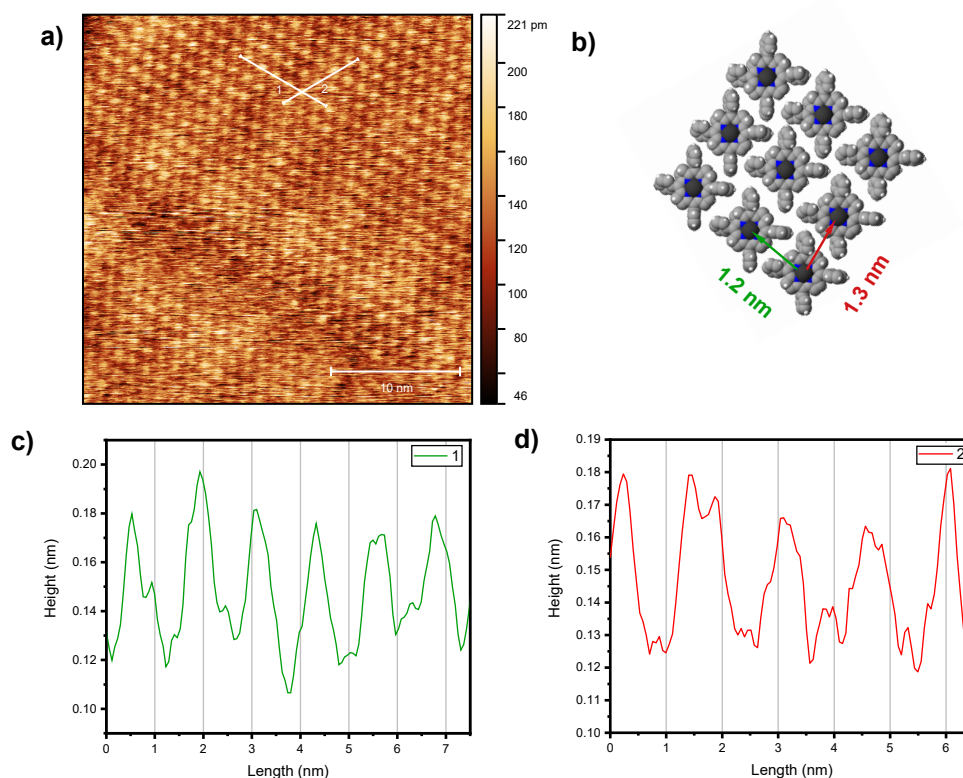 a)
221 pm
200
180
160
140
120
100
80
46
1
2
10 nm
b)
1.2 nm
1.3 nm
c)
0.20
0.18
0.16
0.14
0.12
0.10
Height (nm)
0 1 2 3 4 5 6 7
Length (nm)
1
d)
0.19
0.18
0.17
0.16
0.15
0.14
0.13
0.12
0.11
0.10
Height (nm)
0 1 2 3 4 5 6
Length (nm)
2